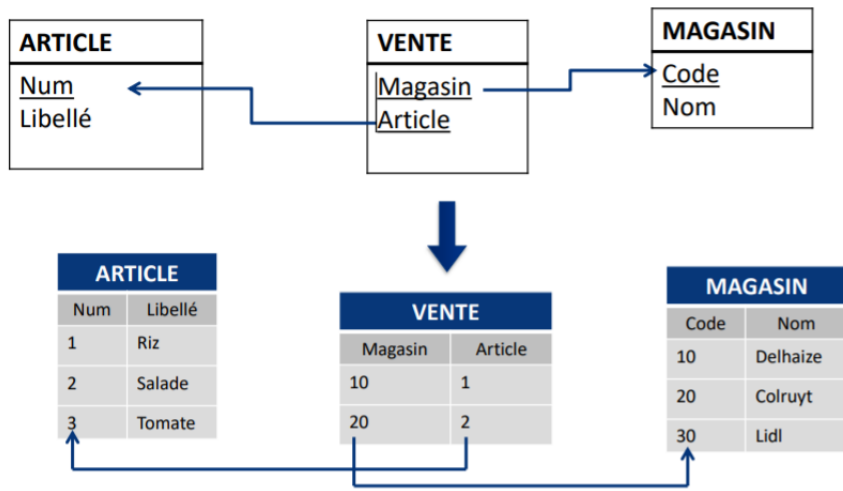 ARTICLE
Num
Libellé
VENTE
Magasin
Article
MAGASIN
Code
Nom
ARTICLE
Num Libellé
1 Riz
2 Salade
3 Tomate
VENTE
Magasin Article
10 1
20 2
MAGASIN
Code Nom
10 Delhaize
20 Colruyt
30 Lidl